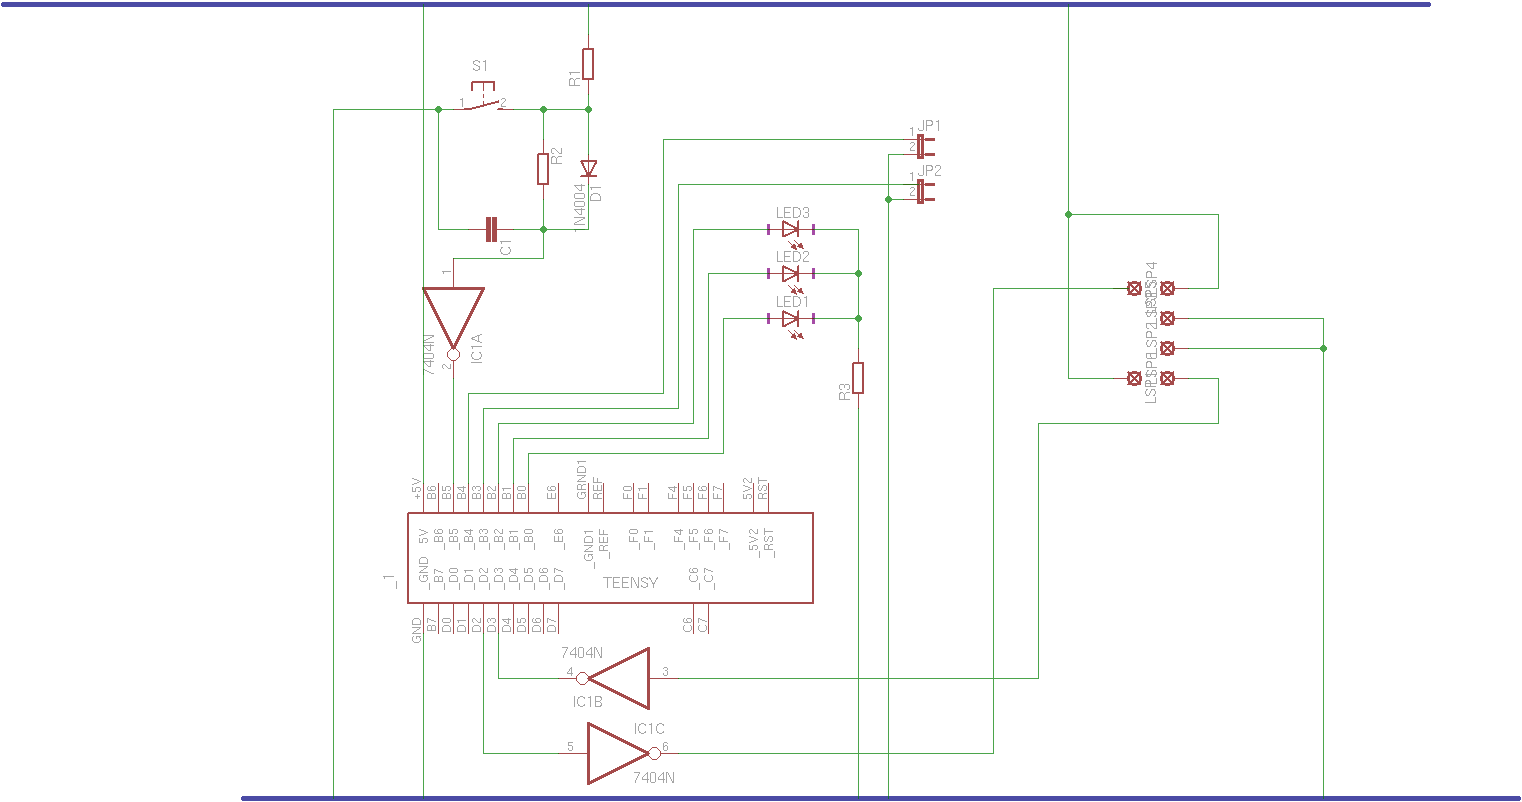 S1
1 2
R1
R2
1N4004
D1
C1
1
7404N
IC1A
2
JP1
1
2
JP2
1
2
LED3
LED2
LED1
R3
LSP4
LSP2
LSP1
+5V B6 B5 B4 B3 B2 B1 B0 E6 GRND1 REF F0 F1 F4 F5 F6 F7 5V2 RST
5V _B6 _B5 _B4 _B3 _B2 _B1 _B0 _E6 _GND1 _REF _F0 _F1 _F4 _F5 _F6 _F7 _5V2 _RST
_GND _B7 _D0 _D1 _D2 _D3 _D4 _D5 _D6 _D7 _C6 _C7
_1
TEENSY
GND B7 D0 D1 D2 D3 D4 D5 D6 D7 C6 C7
7404N
4 3
IC1B
IC1C
5 6
7404N